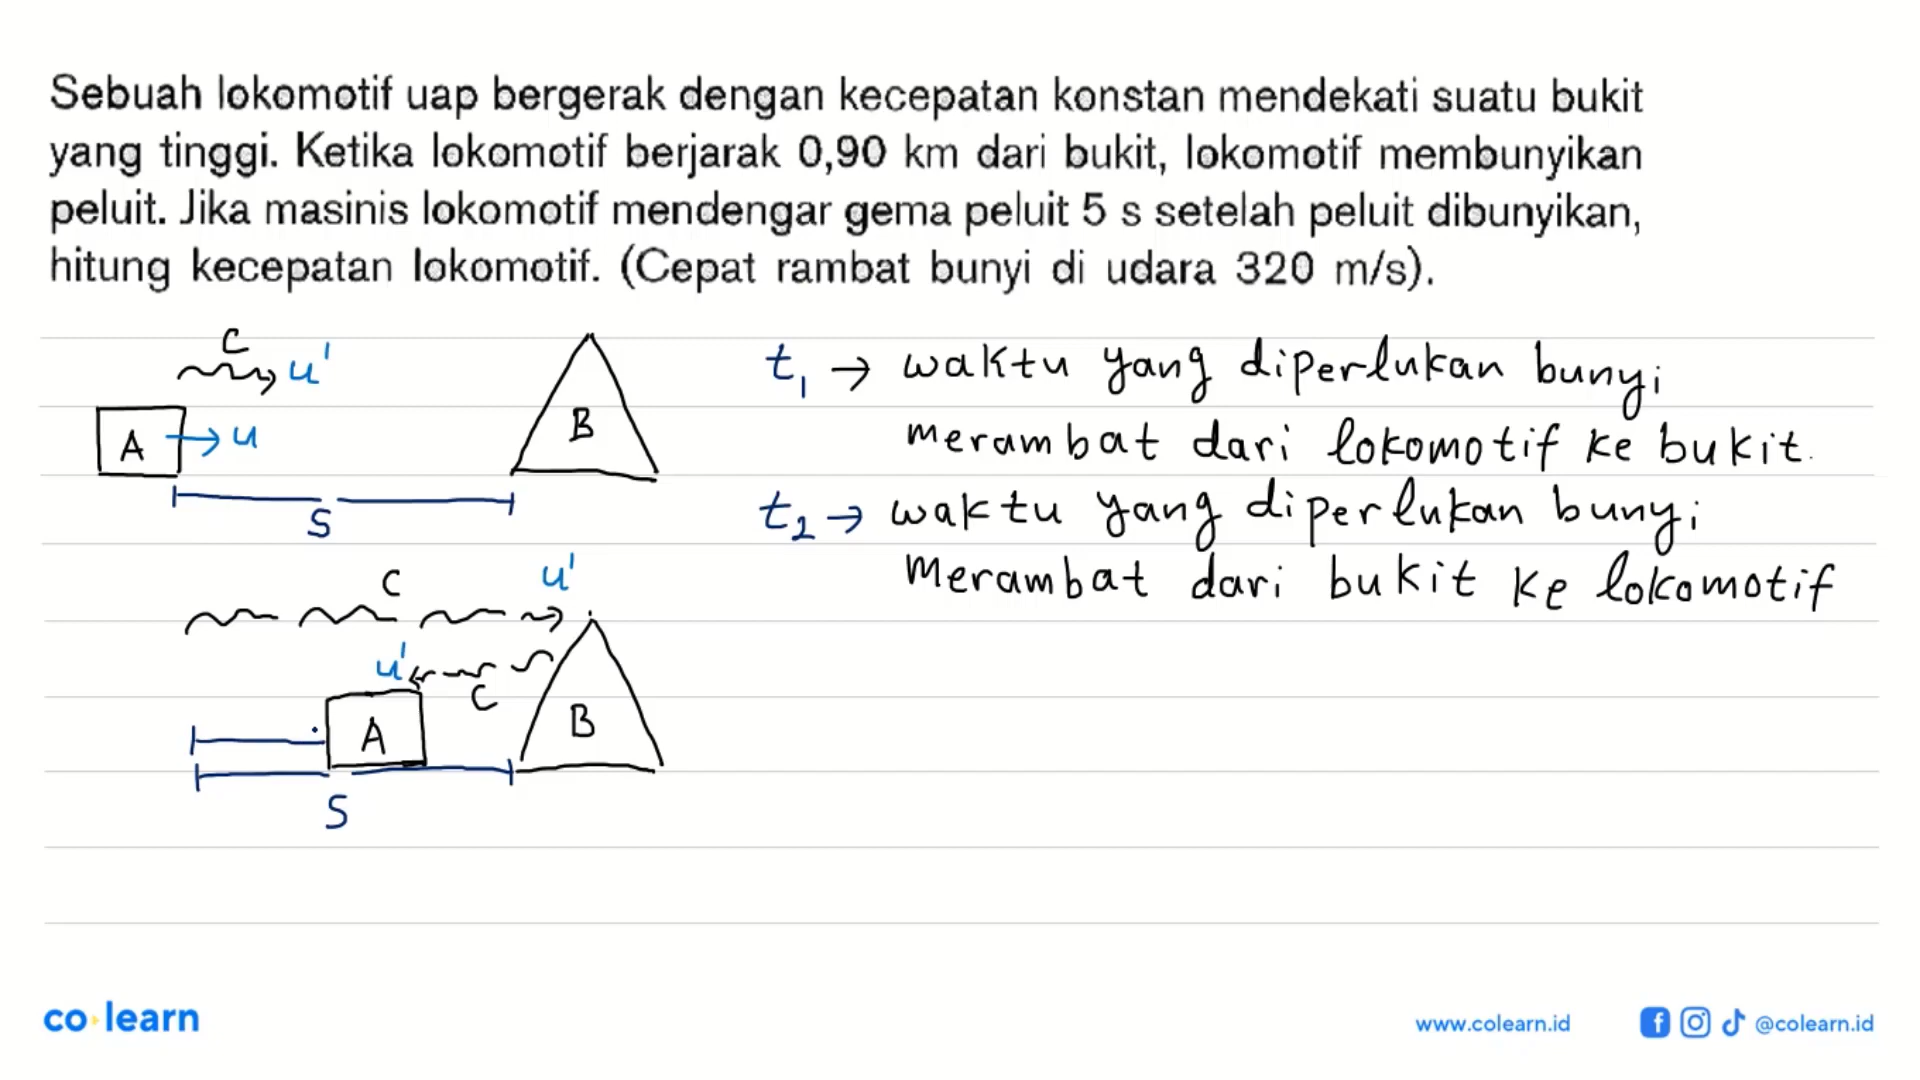 Sebuah lokomotif uap bergerak dengan kecepatan konstan mendekati suatu bukit
yang tinggi. Ketika lokomotif berjarak 0,90 km dari bukit, lokomotif membunyikan
peluit. Jika masinis lokomotif mendengar gema peluit 5 s setelah peluit dibunyikan,
hitung kecepatan lokomotif. (Cepat rambat bunyi di udara 320 m/s).
C
u'
A
u
B
S
C
u'
u'
C
A
B
S
t₁ → waktu yang diperlukan bunyi
merambat dari lokomotif ke bukit.
t₂ → waktu yang diperlukan bunyi
Merambat dari bukit ke lokomotif
co learn
www.colearn.id
@colearn.id